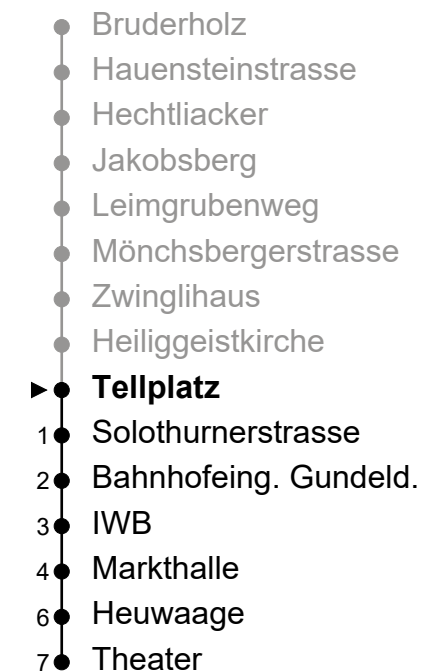 Bruderholz
Hauensteinstrasse
Hechtliacker
Jakobsberg
Leimgrubenweg
Mönchsbergerstrasse
Zwinglihaus
Heiliggeistkirche
Tellplatz
1 Solothurnerstrasse
2 Bahnhofeing. Gundeld.
3 IWB
4 Markthalle
6 Heuwaage
7 Theater